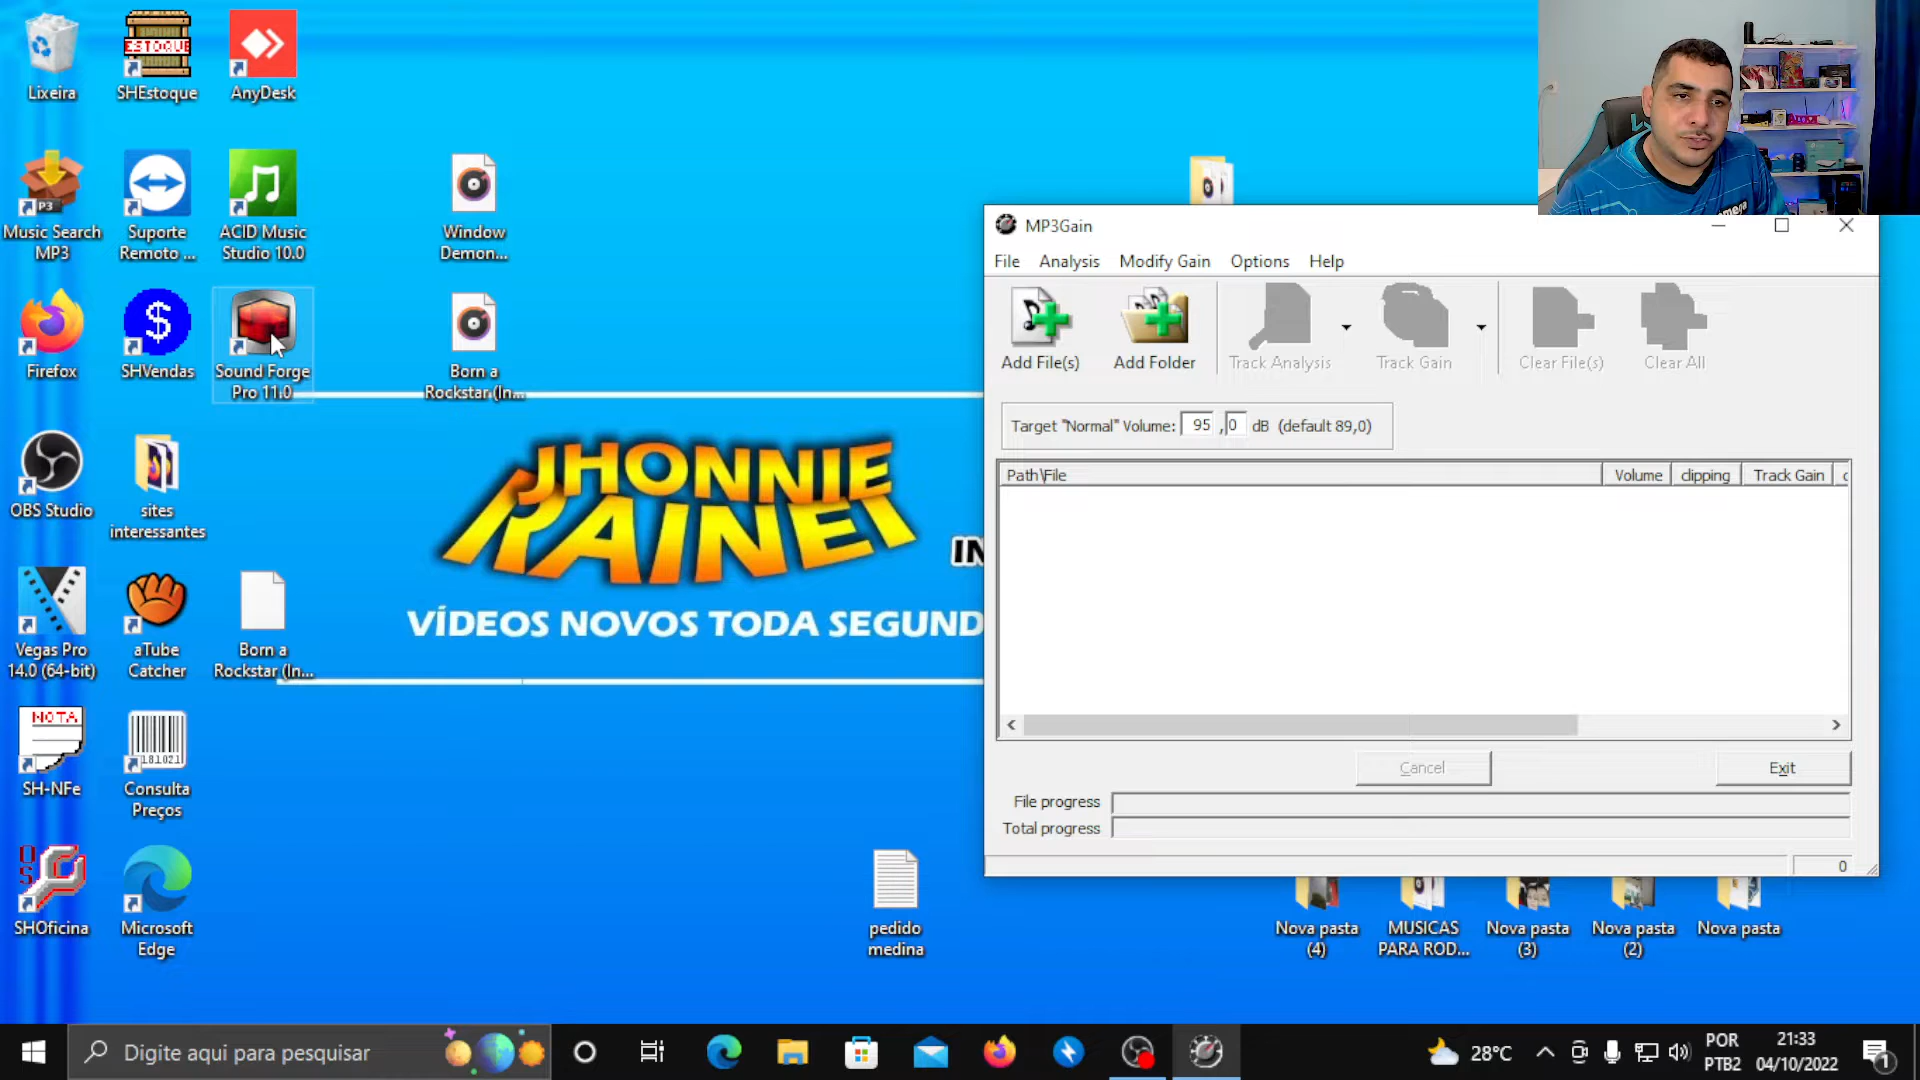 Lixeira
ESTOQUE
SHEstoque
AnyDesk
P3
Music Search
MP3
Suporte
Remoto ...
ACID Music
Studio 10.0
Window
Demon...
Firefox
$
SHVendas
Sound Forge
Pro 11.0
Born a
Rockstar (In...
OBS Studio
sites
interessantes
Vegas Pro
14.0 (64-bit)
aTube
Catcher
Born a
Rockstar (In...
NOTA
SH-NFe
Consulta
Preços
OS
SHOficina
Microsoft
Edge
JHONNIE
RAINEI
IN
VÍDEOS NOVOS TODA SEGUND
pedido
medina
MP3Gain
File Analysis Modify Gain Options Help
Add File(s) Add Folder Track Analysis Track Gain Clear File(s) Clear All
Target "Normal" Volume: 95 ,0 dB (default 89,0)
Path\File Volume clipping Track Gain c
Cancel Exit
File progress
Total progress
0
Nova pasta
(4)
MUSICAS
PARA ROD...
Nova pasta
(3)
Nova pasta
(2)
Nova pasta
Digite aqui para pesquisar
28°C
POR
PTB2
21:33
04/10/2022
1